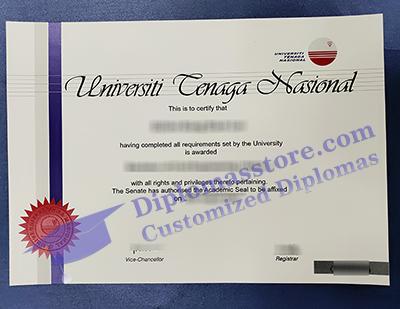 UNIVERSITI
TENAGA
NASIONAL
Universiti Tenaga Nasional
This is to certify that
having completed all requirements set by the University
is awarded
with all rights and privileges thereto pertaining.
The Senate has authorised the Academic Seal to be affixed
on
Diplomasstore.com
Customized Diplomas
Vice-Chancellor
Registrar